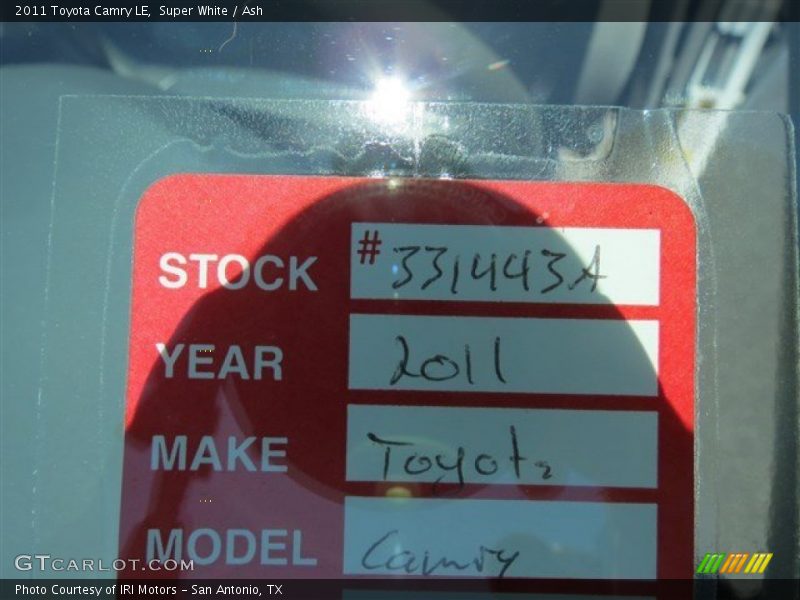 2011 Toyota Camry LE, Super White / Ash
STOCK #331443A
YEAR 2011
MAKE Toyota
MODEL Camry
GTCARLOT.COM
Photo Courtesy of IRI Motors - San Antonio, TX